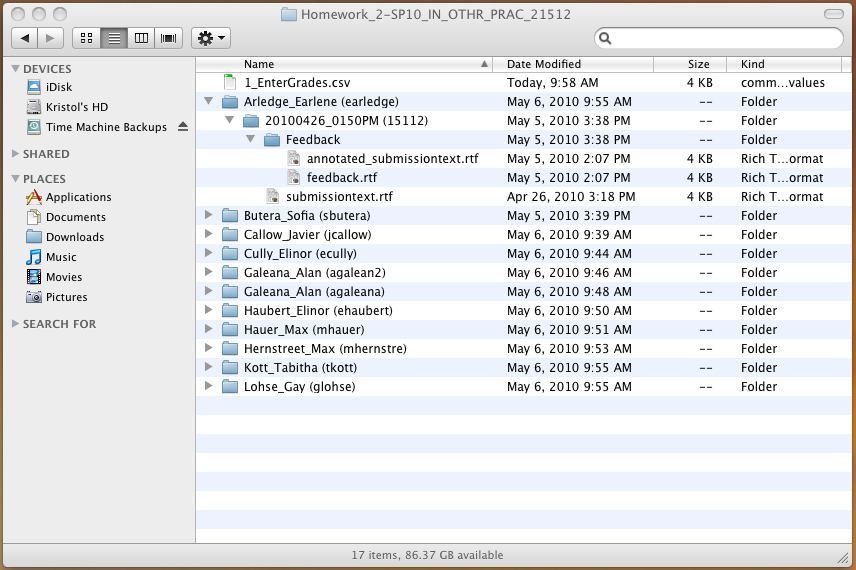 Homework_2-SP10_IN_OTHR_PRAC_21512
Name Date Modified Size Kind
DEVICES
iDisk
Kristol's HD
Time Machine Backups
SHARED
PLACES
Applications
Documents
Downloads
Music
Movies
Pictures
SEARCH FOR
1_EnterGrades.csv Today, 9:58 AM 4 KB comm...values
Arledge_Earlene (earledge) May 6, 2010 9:55 AM -- Folder
20100426_0150PM (15112) May 5, 2010 3:38 PM -- Folder
Feedback May 5, 2010 3:38 PM -- Folder
annotated_submissiontext.rtf May 5, 2010 2:07 PM 4 KB Rich T...ormat
feedback.rtf May 5, 2010 2:07 PM 4 KB Rich T...ormat
submissiontext.rtf Apr 26, 2010 3:18 PM 4 KB Rich T...ormat
Butera_Sofia (sbutera) May 5, 2010 3:39 PM -- Folder
Callow_Javier (jcallow) May 6, 2010 9:39 AM -- Folder
Cully_Elinor (ecully) May 6, 2010 9:44 AM -- Folder
Galeana_Alan (agalean2) May 6, 2010 9:46 AM -- Folder
Galeana_Alan (agaleana) May 6, 2010 9:48 AM -- Folder
Haubert_Elinor (ehaubert) May 6, 2010 9:50 AM -- Folder
Hauer_Max (mhauer) May 6, 2010 9:51 AM -- Folder
Hernstreet_Max (mhernstre) May 6, 2010 9:53 AM -- Folder
Kott_Tabitha (tkott) May 6, 2010 9:55 AM -- Folder
Lohse_Gay (glohse) May 6, 2010 9:55 AM -- Folder
17 items, 86.37 GB available